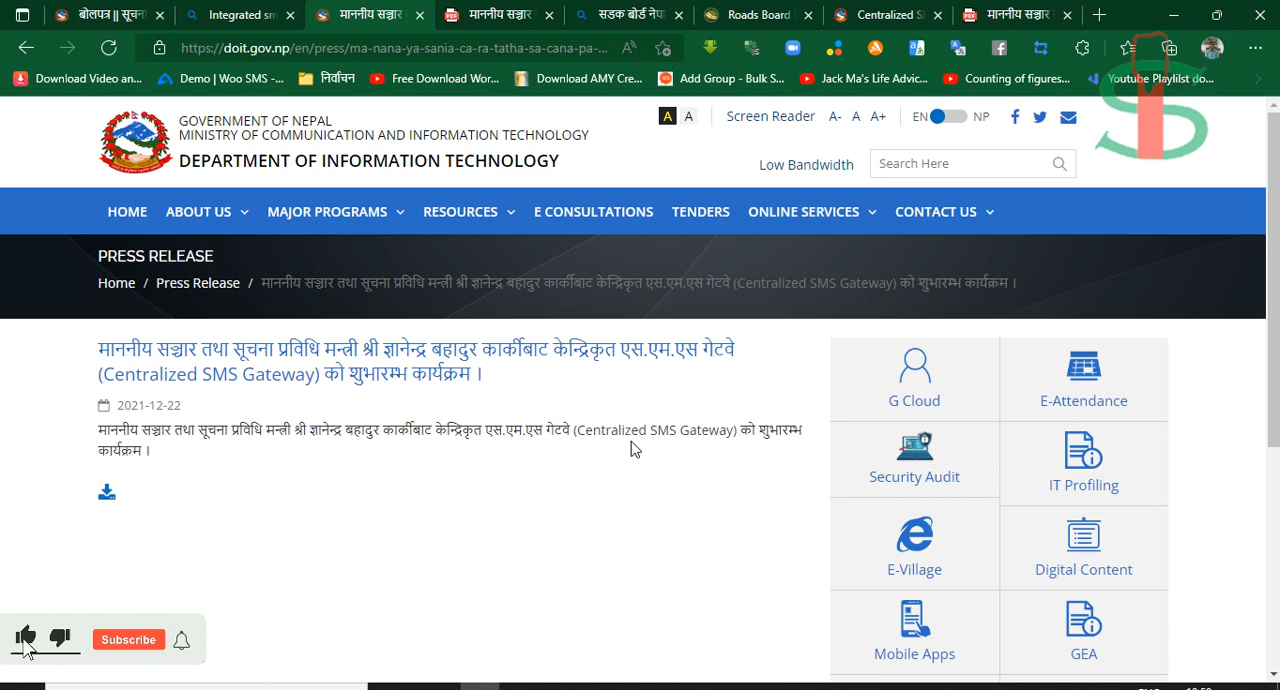 बोलपत्र || सूचन
Integrated sm
माननीय सञ्चार
माननीय सञ्चार
सडक बोर्ड नेपा
Roads Board
Centralized S
माननीय सञ्चार
https://doit.gov.np/en/press/ma-nana-ya-sania-ca-ra-tatha-sa-cana-pa-...
Download Video an...
Demo | Woo SMS -...
निर्वाचन
Free Download Wor...
Download AMY Cre...
Add Group - Bulk S...
Jack Ma's Life Advic...
Counting of figures...
Youtube Playlilst do...
GOVERNMENT OF NEPAL
MINISTRY OF COMMUNICATION AND INFORMATION TECHNOLOGY
DEPARTMENT OF INFORMATION TECHNOLOGY
A A Screen Reader A- A A+ EN NP
Low Bandwidth Search Here
HOME ABOUT US MAJOR PROGRAMS RESOURCES E CONSULTATIONS TENDERS ONLINE SERVICES CONTACT US
PRESS RELEASE
Home / Press Release / माननीय सञ्चार तथा सूचना प्रविधि मन्त्री श्री ज्ञानेन्द्र बहादुर कार्कीबाट केन्द्रिकृत एस.एम.एस गेटवे (Centralized SMS Gateway) को शुभारम्भ कार्यक्रम ।
माननीय सञ्चार तथा सूचना प्रविधि मन्त्री श्री ज्ञानेन्द्र बहादुर कार्कीबाट केन्द्रिकृत एस.एम.एस गेटवे
(Centralized SMS Gateway) को शुभारम्भ कार्यक्रम ।
2021-12-22
माननीय सञ्चार तथा सूचना प्रविधि मन्त्री श्री ज्ञानेन्द्र बहादुर कार्कीबाट केन्द्रिकृत एस.एम.एस गेटवे (Centralized SMS Gateway) को शुभारम्भ
कार्यक्रम ।
G Cloud
E-Attendance
Security Audit
IT Profiling
E-Village
Digital Content
Mobile Apps
GEA
Subscribe